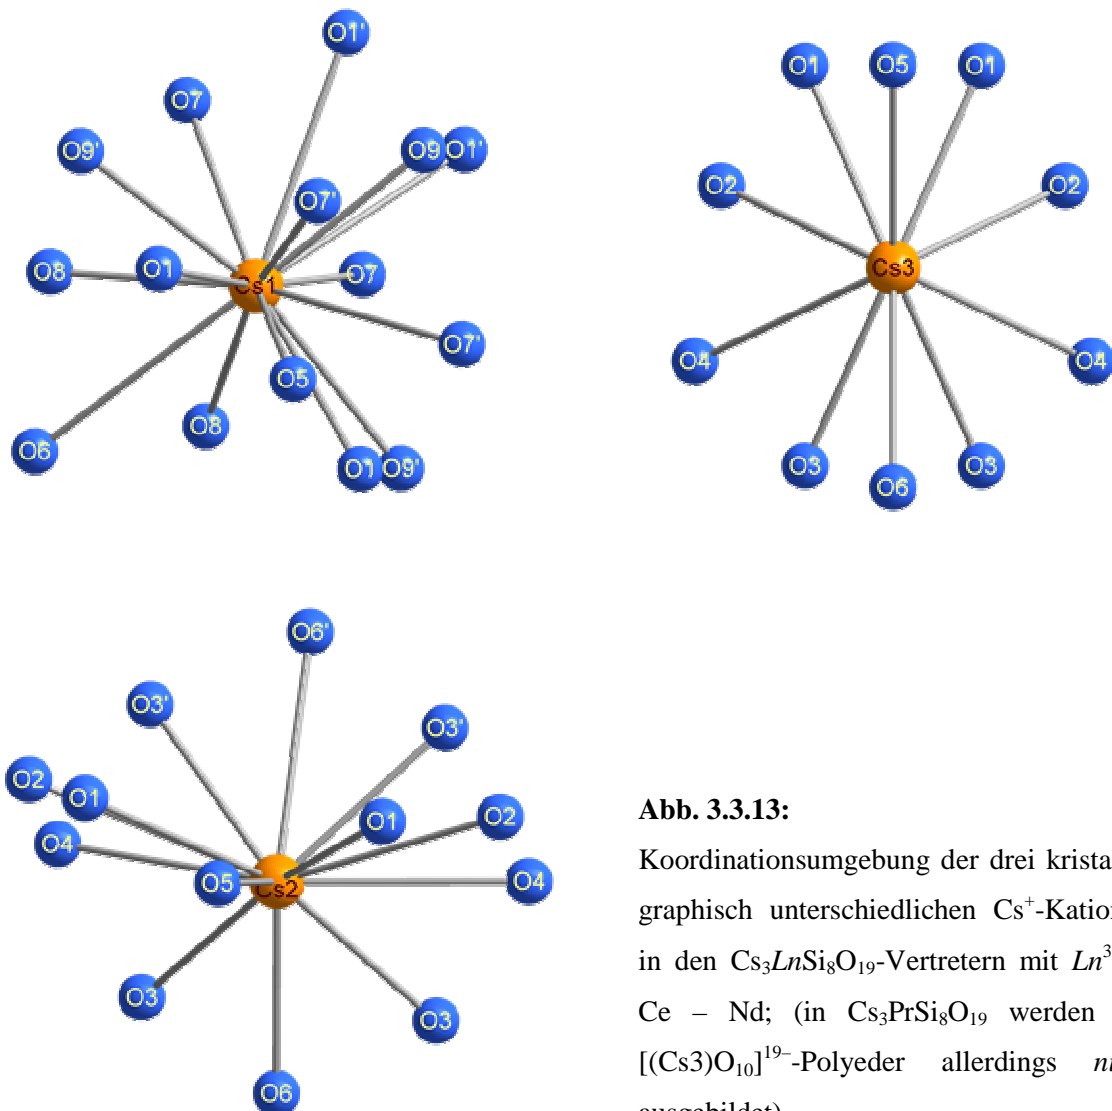 O1'
O7
O9' O9 O1'
O7'
O8 O1 Cs1 O7
O7'
O5
O8
O6 O1 O9'
O1 O5 O1
O2 O2
Cs3
O4 O4
O3 O3
O6
O6'
O3' O3'
O2 O1 O1 O2
O4
O5 Cs2 O4
O3 O3
O6
Abb. 3.3.13:
Koordinationsumgebung der drei krista
graphisch unterschiedlichen Cs⁺-Kation
in den Cs₃LnSi₈O₁₉-Vertretern mit Ln³
Ce – Nd; (in Cs₃PrSi₈O₁₉ werden
[(Cs3)O₁₀]¹⁹⁻-Polyeder allerdings
ausgebildet)